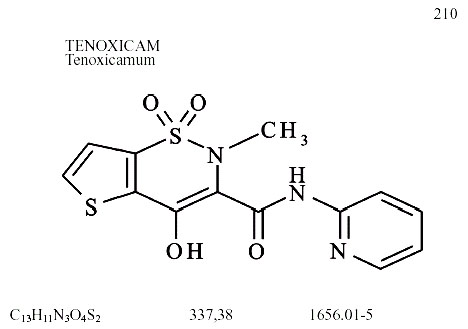 210
TENOXICAM
Tenoxicamum
O O
S
N
CH3
H
N
S
OH
O
N
C13H11N3O4S2 337,38 1656.01-5